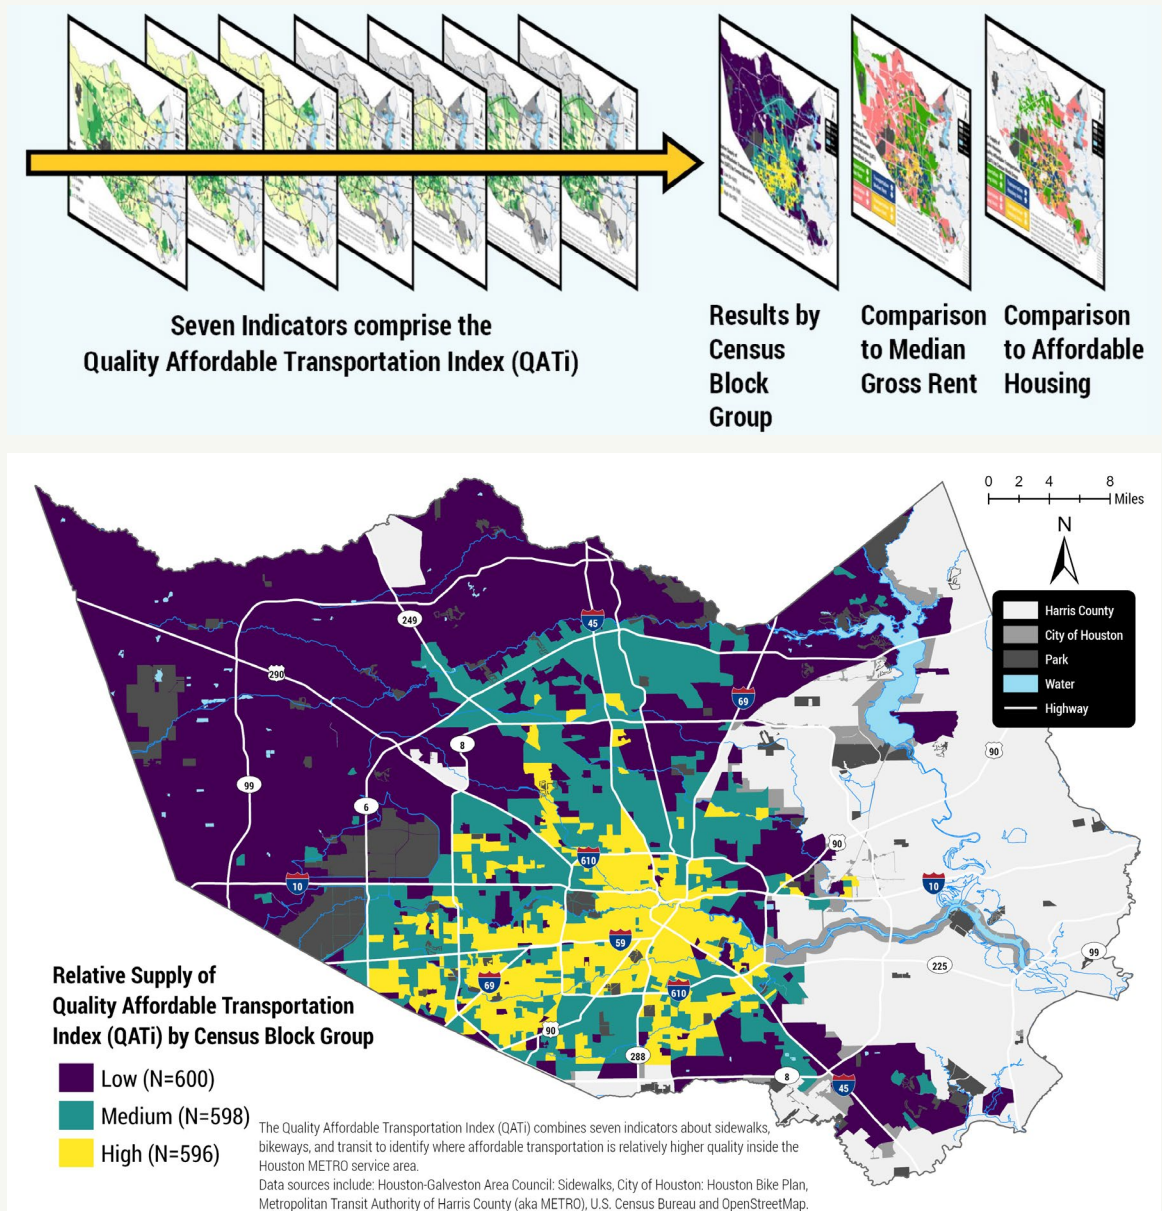 Seven Indicators comprise the
Quality Affordable Transportation Index (QATi)
Results by
Census
Block
Group
Comparison
to Median
Gross Rent
Comparison
to Affordable
Housing
0 2 4 8
Miles
N
Harris County
City of Houston
Park
Water
Highway
249
45
290
69
8
90
99
6
610
90
10
10
59
69
225
99
610
90
288
8
45
Relative Supply of
Quality Affordable Transportation
Index (QATi) by Census Block Group
Low (N=600)
Medium (N=598)
High (N=596)
The Quality Affordable Transportation Index (QATi) combines seven indicators about sidewalks,
bikeways, and transit to identify where affordable transportation is relatively higher quality inside the
Houston METRO service area.
Data sources include: Houston-Galveston Area Council: Sidewalks, City of Houston: Houston Bike Plan,
Metropolitan Transit Authority of Harris County (aka METRO), U.S. Census Bureau and OpenStreetMap.